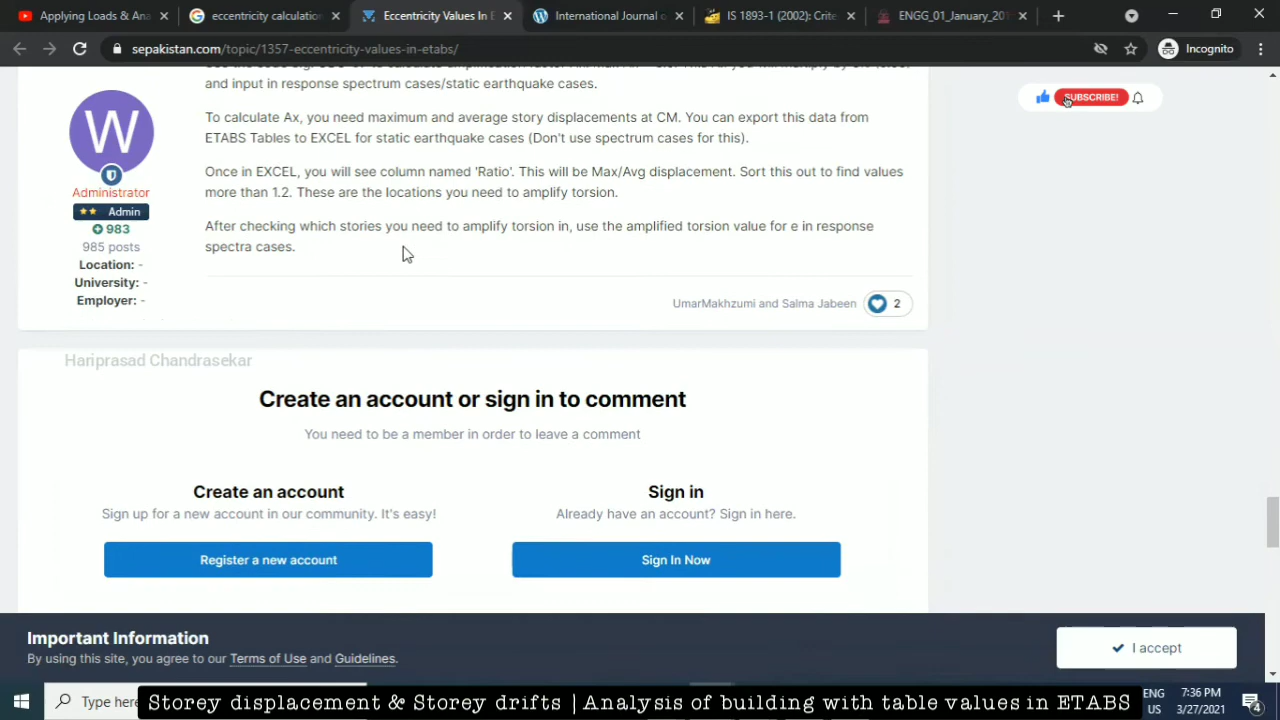 Applying Loads & Ana
eccentricity calculation
Eccentricity Values In E
International Journal o
IS 1893-1 (2002): Crite
ENGG_01_January_201
sepakistan.com/topic/1357-eccentricity-values-in-etabs/
Incognito
and input in response spectrum cases/static earthquake cases.
SUBSCRIBE!
To calculate Ax, you need maximum and average story displacements at CM. You can export this data from
ETABS Tables to EXCEL for static earthquake cases (Don't use spectrum cases for this).
W
Once in EXCEL, you will see column named 'Ratio'. This will be Max/Avg displacement. Sort this out to find values
more than 1.2. These are the locations you need to amplify torsion.
Administrator
Admin
983
985 posts
Location: -
University: -
Employer: -
After checking which stories you need to amplify torsion in, use the amplified torsion value for e in response
spectra cases.
UmarMakhzumi and Salma Jabeen
2
Hariprasad Chandrasekar
Create an account or sign in to comment
You need to be a member in order to leave a comment
Create an account
Sign up for a new account in our community. It's easy!
Register a new account
Sign in
Already have an account? Sign in here.
Sign In Now
Important Information
By using this site, you agree to our Terms of Use and Guidelines.
I accept
Type here
Storey displacement & Storey drifts | Analysis of building with table values in ETABS
ENG
US
7:36 PM
3/27/2021
4